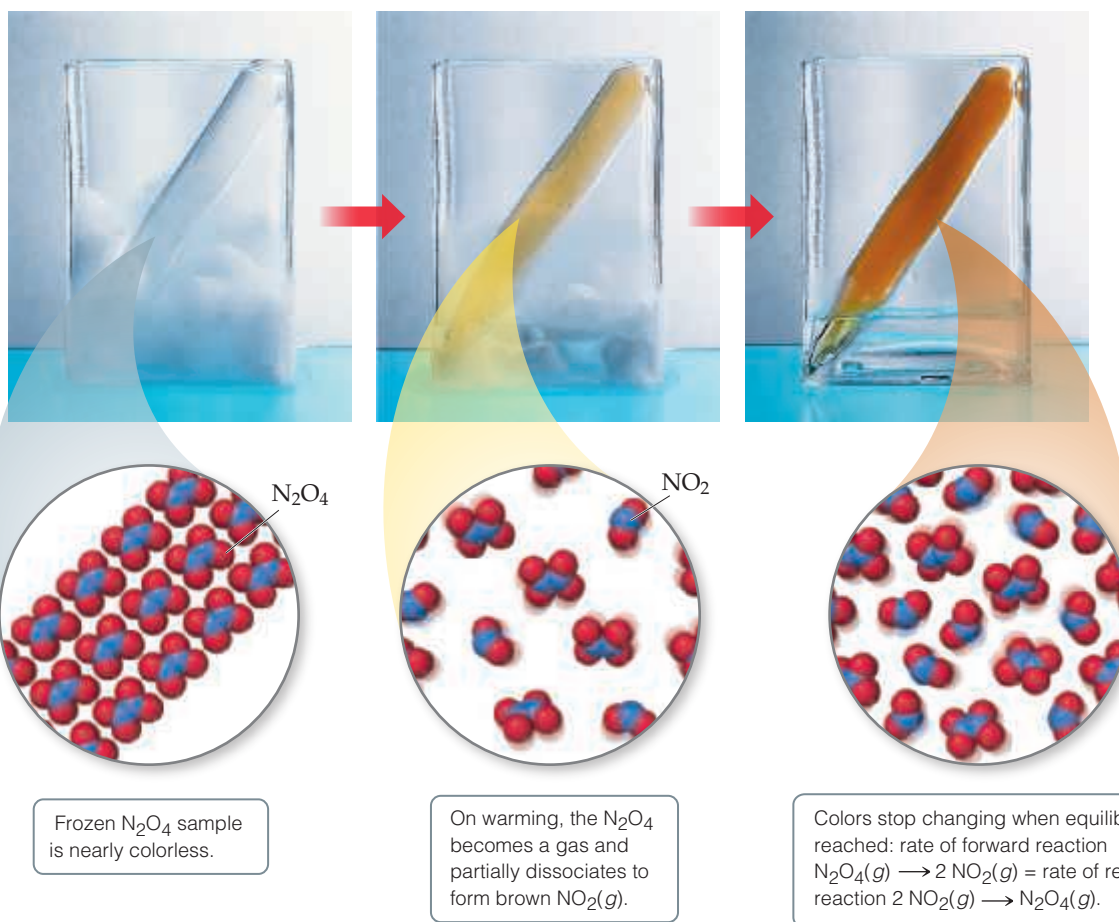 N₂O₄
NO₂
Frozen N₂O₄ sample
is nearly colorless.
On warming, the N₂O₄
becomes a gas and
partially dissociates to
form brown NO₂(g).
Colors stop changing when equilib
reached: rate of forward reaction
N₂O₄(g) ⟶ 2 NO₂(g) = rate of re
reaction 2 NO₂(g) ⟶ N₂O₄(g).